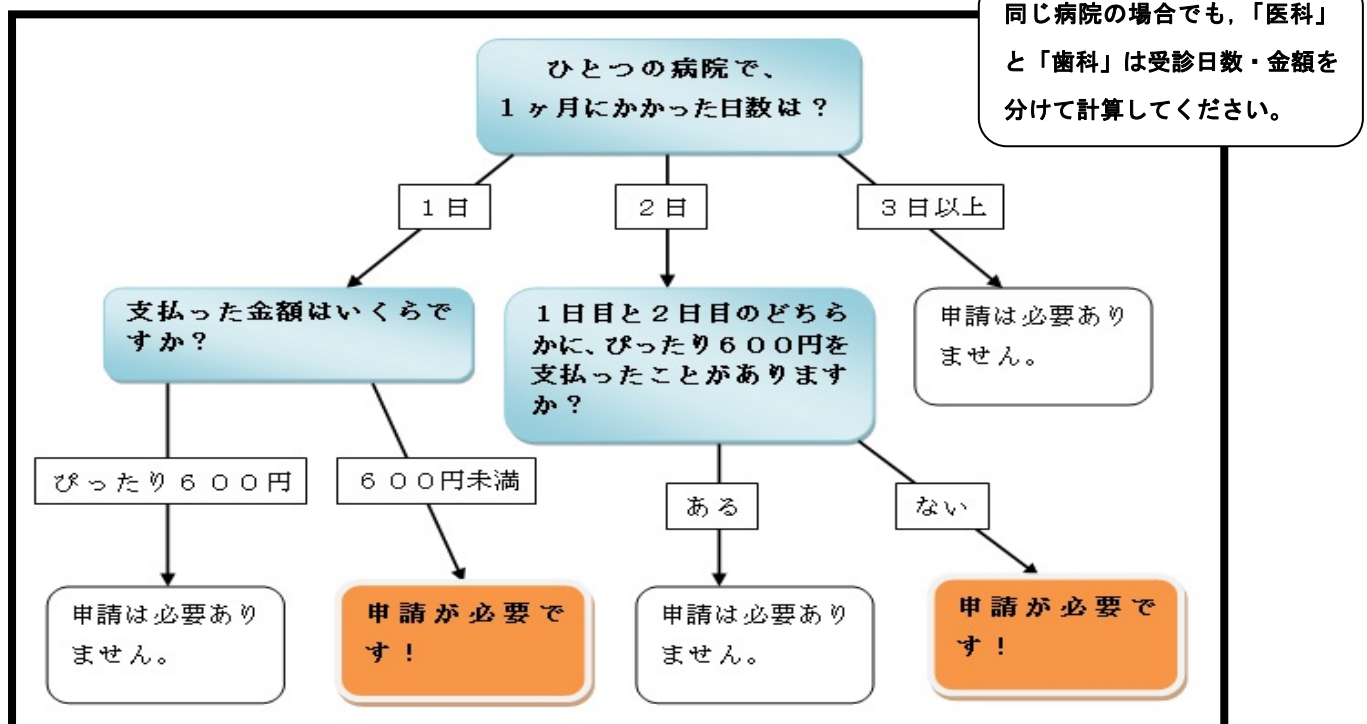 同じ病院の場合でも,「医科」
と「歯科」は受診日数・金額を
分けて計算してください。
ひとつの病院で、
１ヶ月にかかった日数は？
１日
２日
３日以上
支払った金額はいくらで
すか？
１日目と２日目のどちら
かに、ぴったり６００円を
支払ったことがあります
か？
申請は必要あり
ません。
ぴったり６００円
６００円未満
ある
ない
申請は必要あり
ません。
申請が必要で
す！
申請は必要あり
ません。
申請が必要で
す！